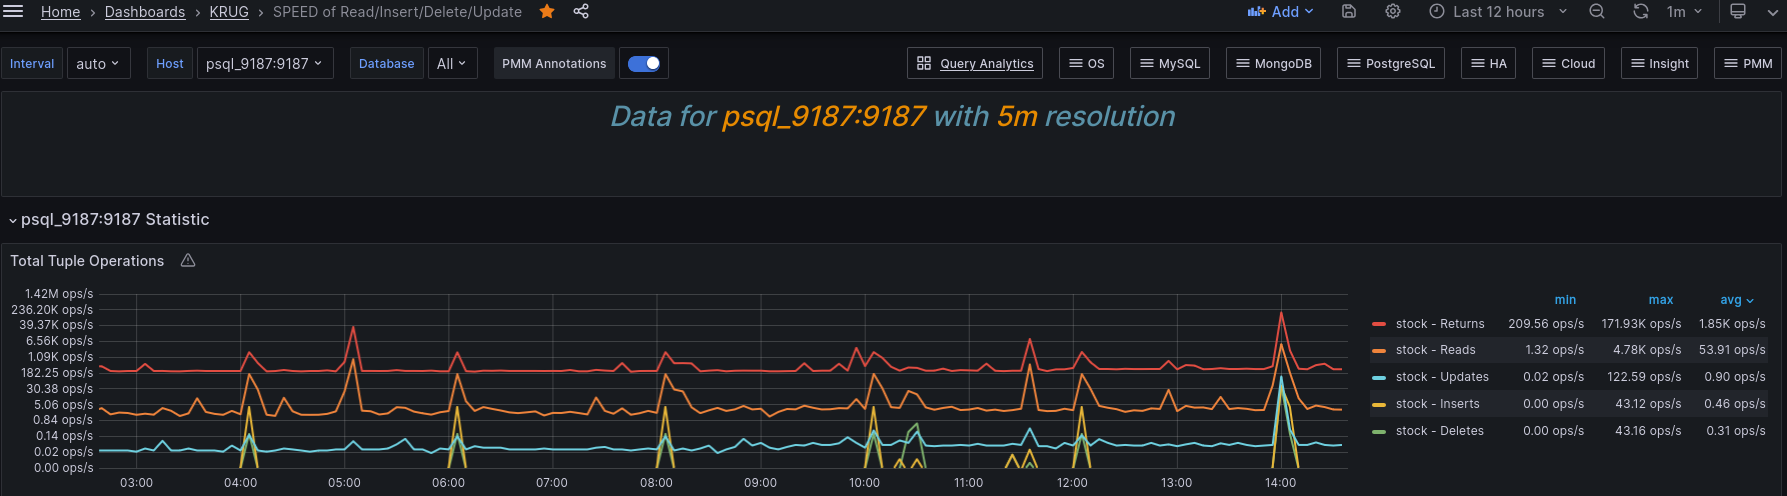 Home > Dashboards > KRUG > SPEED of Read/Insert/Delete/Update Add Last 12 hours 1m
Interval auto Host psql_9187:9187 Database All PMM Annotations Query Analytics OS MySQL MongoDB PostgreSQL HA Cloud Insight PMM
Data for psql_9187:9187 with 5m resolution
psql_9187:9187 Statistic
Total Tuple Operations
1.42M ops/s
236.20K ops/s
39.37K ops/s
6.56K ops/s
1.09K ops/s
182.25 ops/s
30.38 ops/s
5.06 ops/s
0.84 ops/s
0.14 ops/s
0.02 ops/s
0.00 ops/s
03:00 04:00 05:00 06:00 07:00 08:00 09:00 10:00 11:00 12:00 13:00 14:00
min max avg
stock - Returns 209.56 ops/s 171.93K ops/s 1.85K ops/s
stock - Reads 1.32 ops/s 4.78K ops/s 53.91 ops/s
stock - Updates 0.02 ops/s 122.59 ops/s 0.90 ops/s
stock - Inserts 0.00 ops/s 43.12 ops/s 0.46 ops/s
stock - Deletes 0.00 ops/s 43.16 ops/s 0.31 ops/s